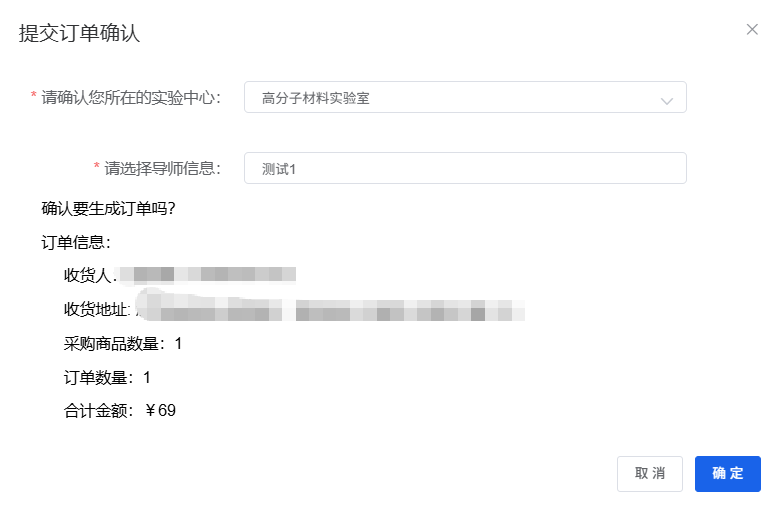 提交订单确认
* 请确认您所在的实验中心： 高分子材料实验室
* 请选择导师信息： 测试1
确认要生成订单吗？
订单信息：
收货人
收货地址:
采购商品数量：1
订单数量：1
合计金额：￥69
取 消 确 定